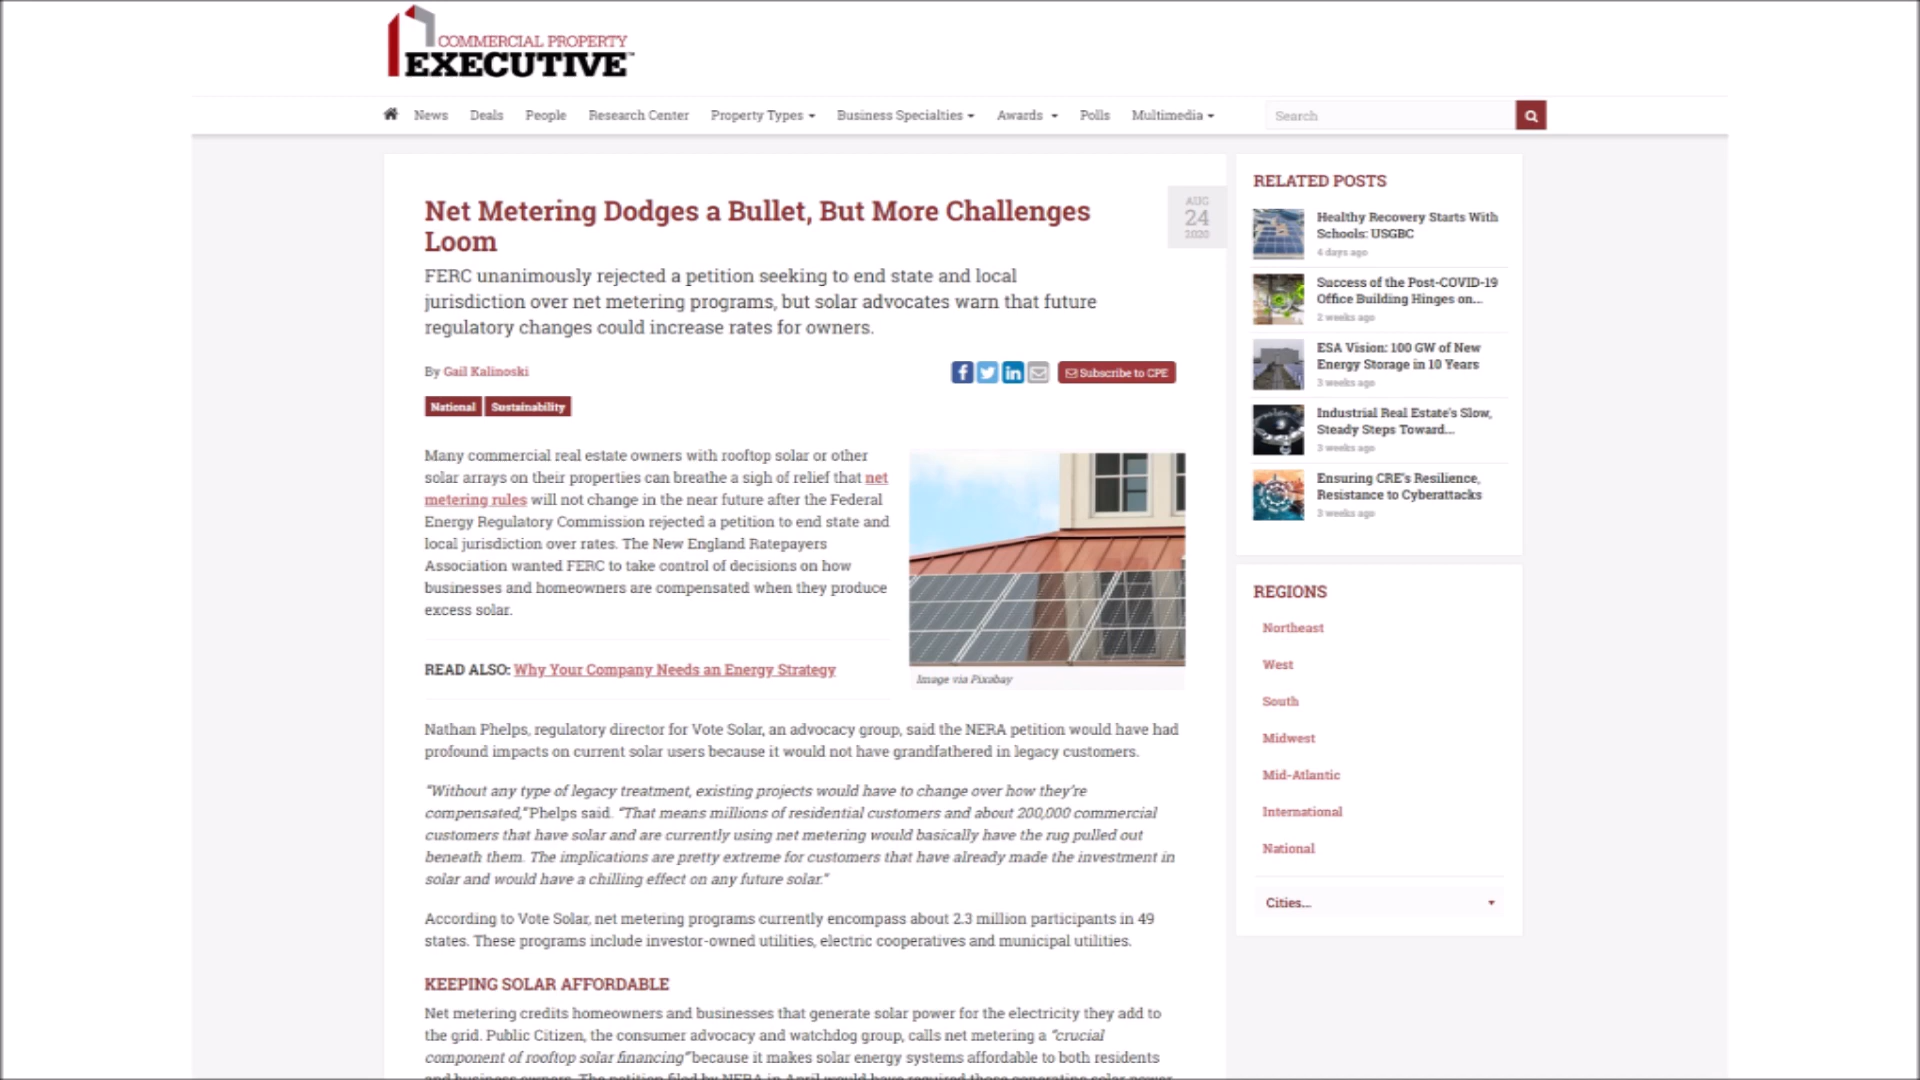 COMMERCIAL PROPERTY
EXECUTIVE
News Deals People Research Center Property Types Business Specialties Awards Polls Multimedia Search
Net Metering Dodges a Bullet, But More Challenges
Loom
AUG
24
2020
FERC unanimously rejected a petition seeking to end state and local
jurisdiction over net metering programs, but solar advocates warn that future
regulatory changes could increase rates for owners.
By Gail Kalinoski
Subscribe to CPE
National Sustainability
Many commercial real estate owners with rooftop solar or other
solar arrays on their properties can breathe a sigh of relief that net
metering rules will not change in the near future after the Federal
Energy Regulatory Commission rejected a petition to end state and
local jurisdiction over rates. The New England Ratepayers
Association wanted FERC to take control of decisions on how
businesses and homeowners are compensated when they produce
excess solar.
Image via Pixabay
READ ALSO: Why Your Company Needs an Energy Strategy
Nathan Phelps, regulatory director for Vote Solar, an advocacy group, said the NERA petition would have had
profound impacts on current solar users because it would not have grandfathered in legacy customers.
“Without any type of legacy treatment, existing projects would have to change over how they’re
compensated,” Phelps said. “That means millions of residential customers and about 200,000 commercial
customers that have solar and are currently using net metering would basically have the rug pulled out
beneath them. The implications are pretty extreme for customers that have already made the investment in
solar and would have a chilling effect on any future solar.”
According to Vote Solar, net metering programs currently encompass about 2.3 million participants in 49
states. These programs include investor-owned utilities, electric cooperatives and municipal utilities.
KEEPING SOLAR AFFORDABLE
Net metering credits homeowners and businesses that generate solar power for the electricity they add to
the grid. Public Citizen, the consumer advocacy and watchdog group, calls net metering a “crucial
component of rooftop solar financing” because it makes solar energy systems affordable to both residents
and business owners. The petition filed by NERA in April would have required those generating solar power
RELATED POSTS
Healthy Recovery Starts With
Schools: USGBC
4 days ago
Success of the Post-COVID-19
Office Building Hinges on...
2 weeks ago
ESA Vision: 100 GW of New
Energy Storage in 10 Years
3 weeks ago
Industrial Real Estate's Slow,
Steady Steps Toward...
3 weeks ago
Ensuring CRE's Resilience,
Resistance to Cyberattacks
3 weeks ago
REGIONS
Northeast
West
South
Midwest
Mid-Atlantic
International
National
Cities...